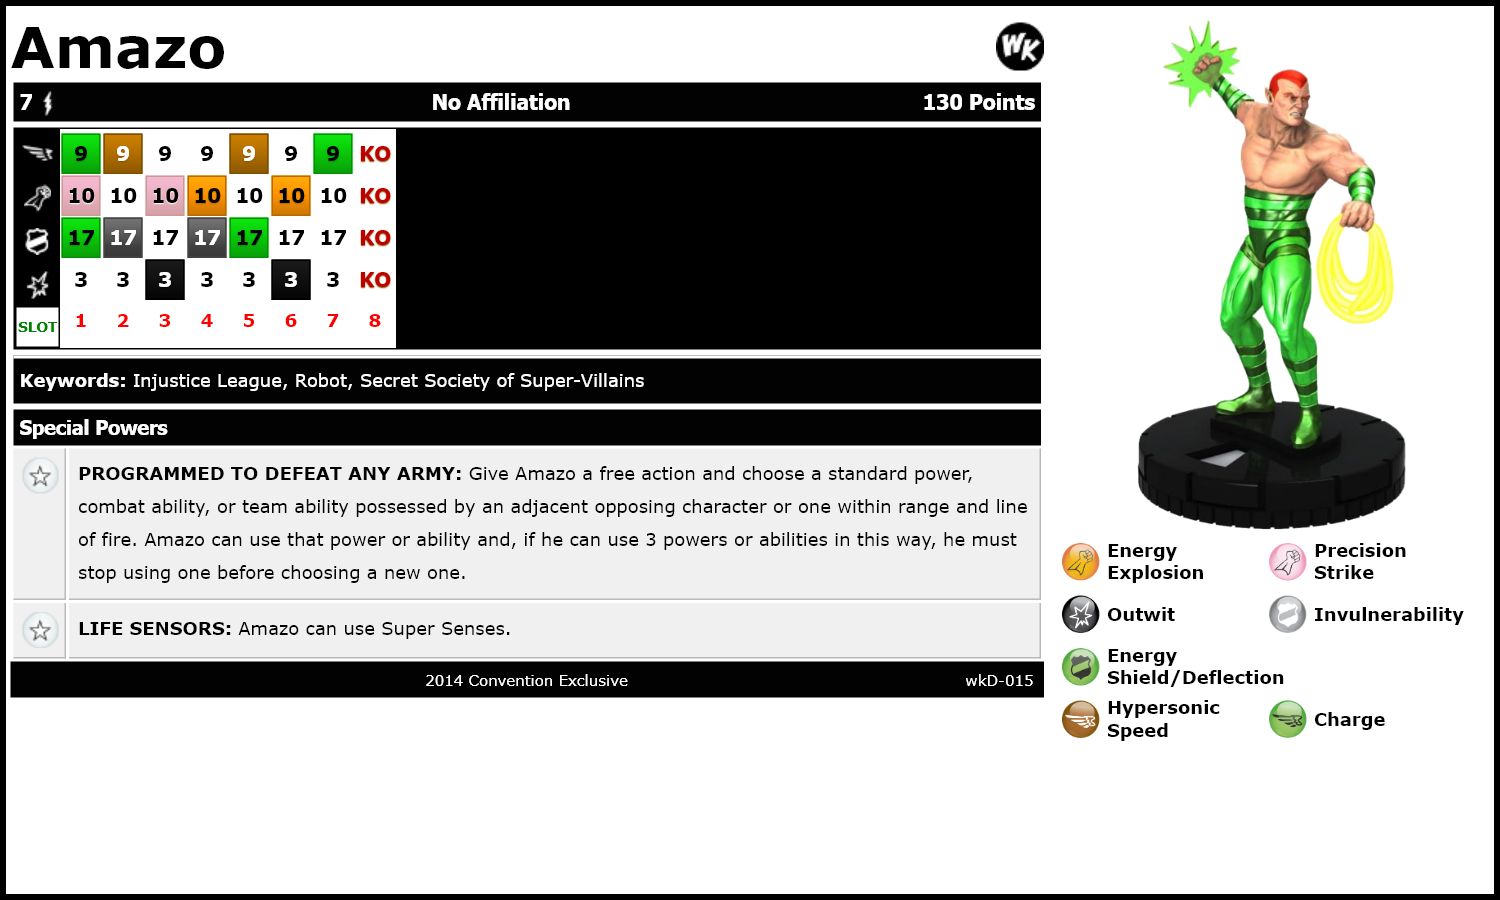 Amazo
WK
7 No Affiliation 130 Points
9 9 9 9 9 9 9 KO
10 10 10 10 10 10 10 KO
17 17 17 17 17 17 17 KO
3 3 3 3 3 3 3 KO
SLOT 1 2 3 4 5 6 7 8
Keywords: Injustice League, Robot, Secret Society of Super-Villains
Special Powers
PROGRAMMED TO DEFEAT ANY ARMY: Give Amazo a free action and choose a standard power,
combat ability, or team ability possessed by an adjacent opposing character or one within range and line
of fire. Amazo can use that power or ability and, if he can use 3 powers or abilities in this way, he must
stop using one before choosing a new one.
LIFE SENSORS: Amazo can use Super Senses.
2014 Convention Exclusive wkD-015
Energy
Explosion
Precision
Strike
Outwit
Invulnerability
Energy
Shield/Deflection
Hypersonic
Speed
Charge